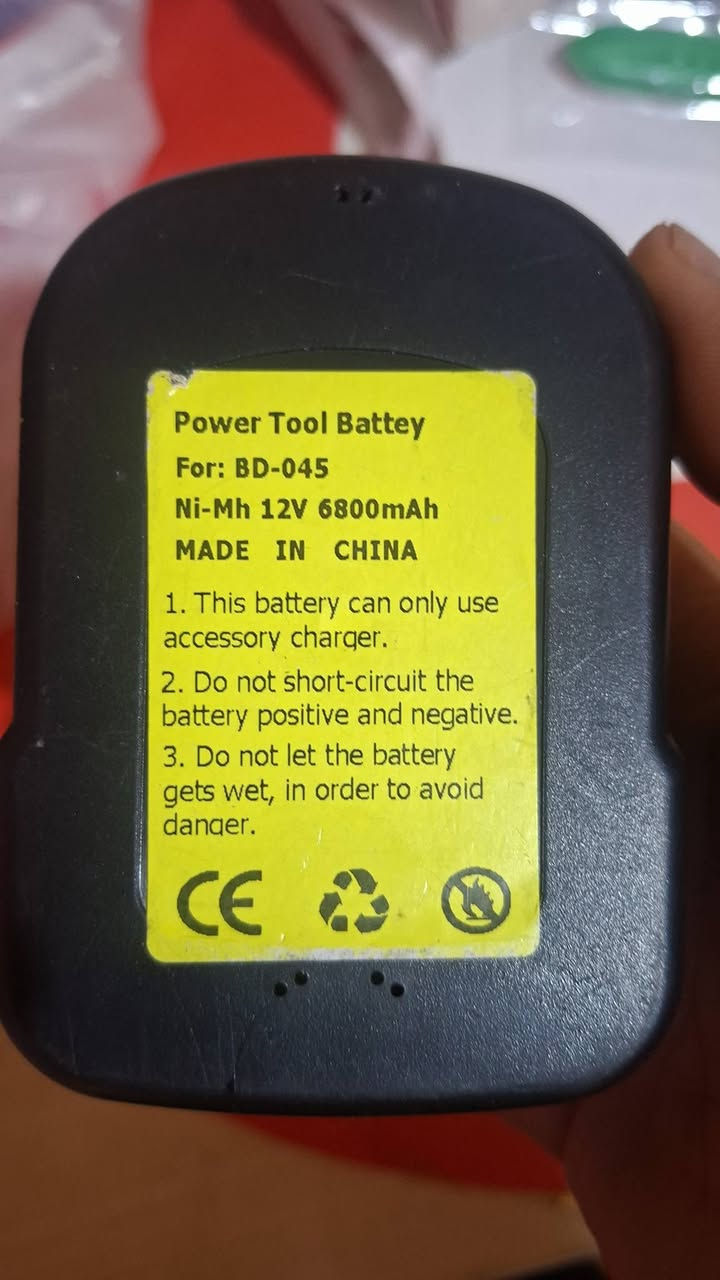 Power Tool Battey
For: BD-045
Ni-Mh 12V 6800mAh
MADE IN CHINA
1. This battery can only use
accessory charger.
2. Do not short-circuit the
battery positive and negative.
3. Do not let the battery
gets wet, in order to avoid
danger.
CE